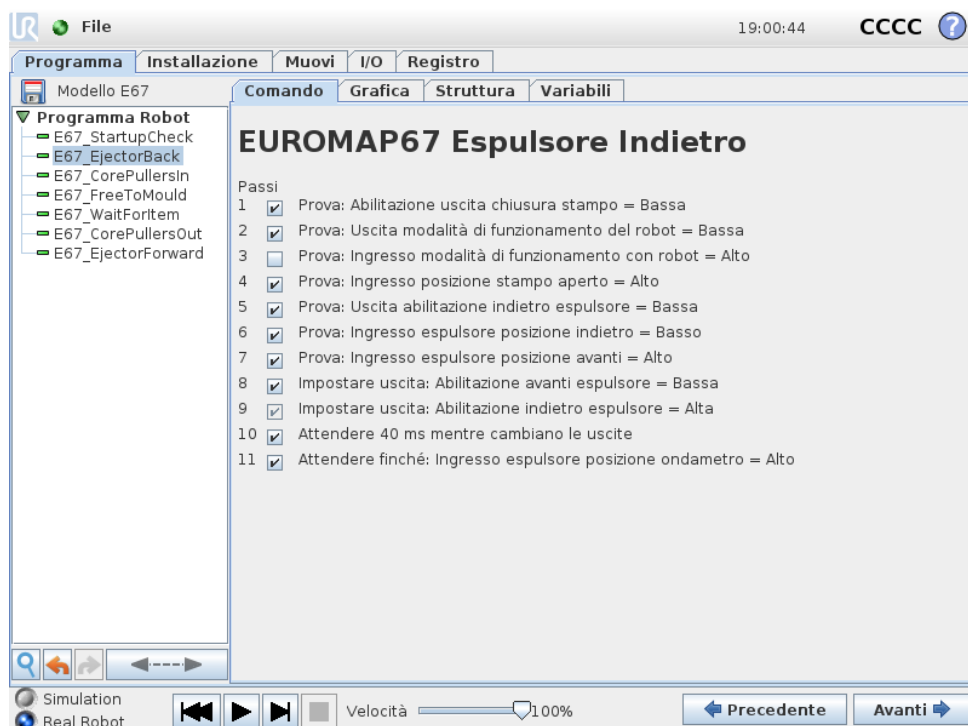 UR File 19:00:44 CCCC ?
Programma Installazione Muovi I/O Registro
Modello E67
Comando Grafica Struttura Variabili
Programma Robot
E67_StartupCheck
E67_EjectorBack
E67_CorePullersIn
E67_FreeToMould
E67_WaitForItem
E67_CorePullersOut
E67_EjectorForward
EUROMAP67 Espulsore Indietro
Passi
1 Prova: Abilitazione uscita chiusura stampo = Bassa
2 Prova: Uscita modalità di funzionamento del robot = Bassa
3 Prova: Ingresso modalità di funzionamento con robot = Alto
4 Prova: Ingresso posizione stampo aperto = Alto
5 Prova: Uscita abilitazione indietro espulsore = Bassa
6 Prova: Ingresso espulsore posizione indietro = Basso
7 Prova: Ingresso espulsore posizione avanti = Alto
8 Impostare uscita: Abilitazione avanti espulsore = Bassa
9 Impostare uscita: Abilitazione indietro espulsore = Alta
10 Attendere 40 ms mentre cambiano le uscite
11 Attendere finché: Ingresso espulsore posizione ondametro = Alto
Simulation
Real Robot
Velocità 100%
Precedente
Avanti